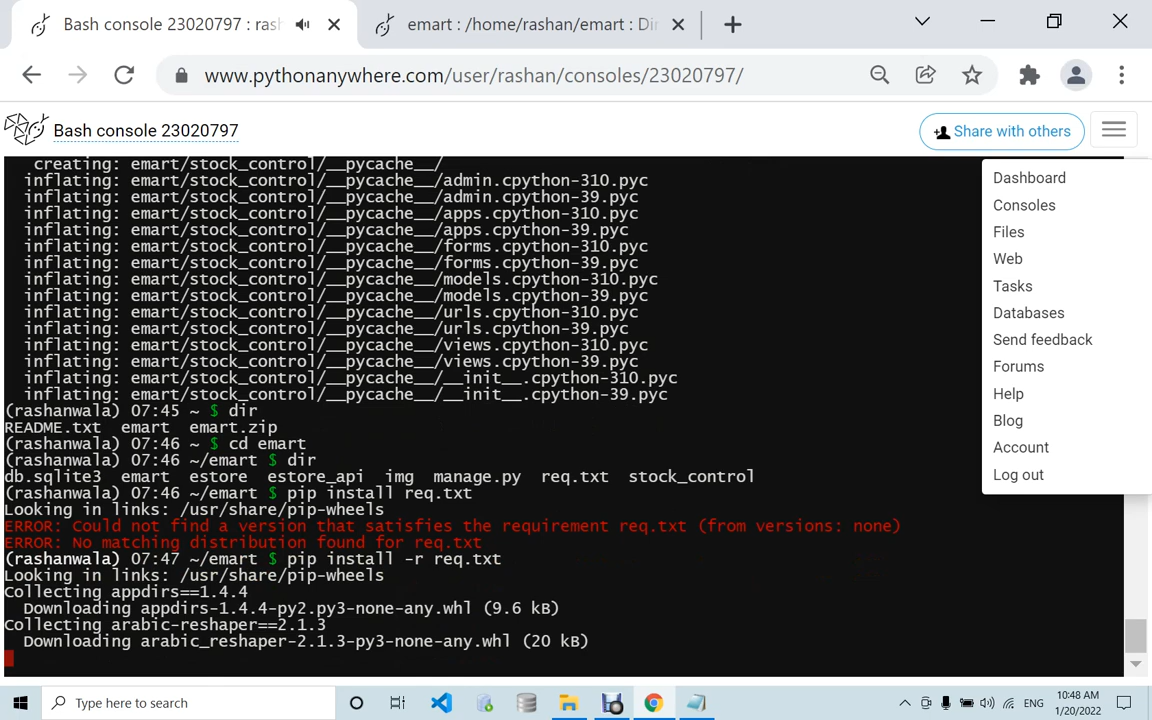 Bash console 23020797 : rash
emart : /home/rashan/emart : Di
www.pythonanywhere.com/user/rashan/consoles/23020797/
Bash console 23020797
Share with others
Dashboard
Consoles
Files
Web
Tasks
Databases
Send feedback
Forums
Help
Blog
Account
Log out
creating: emart/stock_control/__pycache__/
inflating: emart/stock_control/__pycache__/admin.cpython-310.pyc
inflating: emart/stock_control/__pycache__/admin.cpython-39.pyc
inflating: emart/stock_control/__pycache__/apps.cpython-310.pyc
inflating: emart/stock_control/__pycache__/apps.cpython-39.pyc
inflating: emart/stock_control/__pycache__/forms.cpython-310.pyc
inflating: emart/stock_control/__pycache__/forms.cpython-39.pyc
inflating: emart/stock_control/__pycache__/models.cpython-310.pyc
inflating: emart/stock_control/__pycache__/models.cpython-39.pyc
inflating: emart/stock_control/__pycache__/urls.cpython-310.pyc
inflating: emart/stock_control/__pycache__/urls.cpython-39.pyc
inflating: emart/stock_control/__pycache__/views.cpython-310.pyc
inflating: emart/stock_control/__pycache__/views.cpython-39.pyc
inflating: emart/stock_control/__pycache__/__init__.cpython-310.pyc
inflating: emart/stock_control/__pycache__/__init__.cpython-39.pyc
(rashanwala) 07:45 ~ $ dir
README.txt emart emart.zip
(rashanwala) 07:46 ~ $ cd emart
(rashanwala) 07:46 ~/emart $ dir
db.sqlite3 emart estore estore_api img manage.py req.txt stock_control
(rashanwala) 07:46 ~/emart $ pip install req.txt
Looking in links: /usr/share/pip-wheels
ERROR: Could not find a version that satisfies the requirement req.txt (from versions: none)
ERROR: No matching distribution found for req.txt
(rashanwala) 07:47 ~/emart $ pip install -r req.txt
Looking in links: /usr/share/pip-wheels
Collecting appdirs==1.4.4
Downloading appdirs-1.4.4-py2.py3-none-any.whl (9.6 kB)
Collecting arabic-reshaper==2.1.3
Downloading arabic_reshaper-2.1.3-py3-none-any.whl (20 kB)
Type here to search
ENG
10:48 AM
1/20/2022